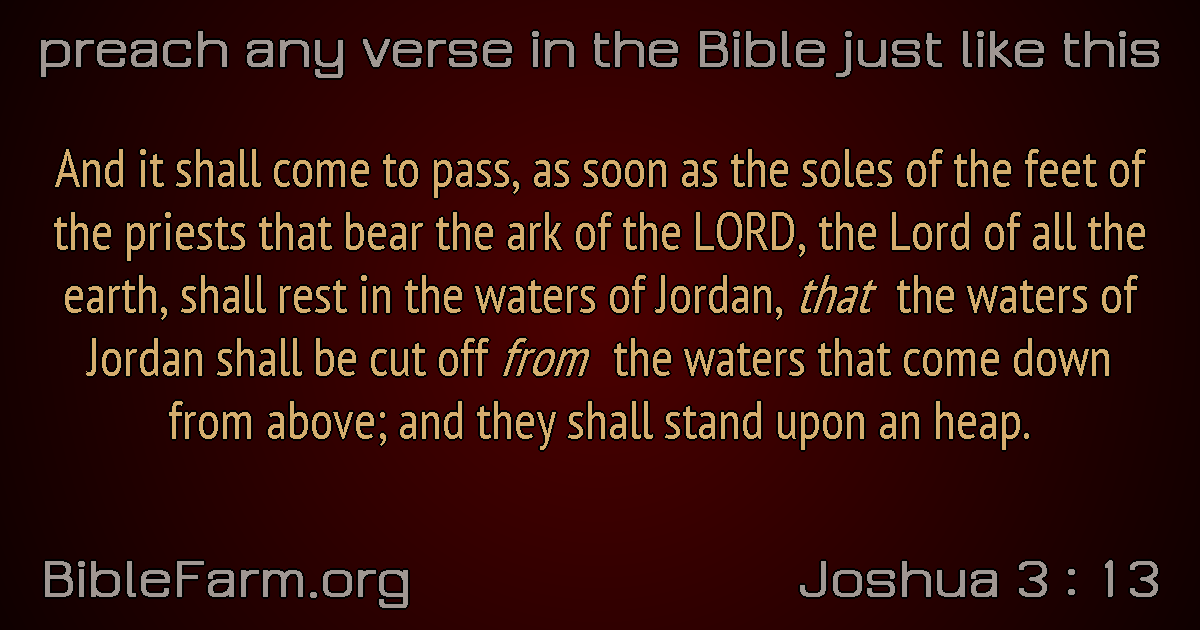 preach any verse in the Bible just like this
And it shall come to pass, as soon as the soles of the feet of
the priests that bear the ark of the LORD, the Lord of all the
earth, shall rest in the waters of Jordan, that the waters of
Jordan shall be cut off from the waters that come down
from above; and they shall stand upon an heap.
BibleFarm.org
Joshua 3 : 13